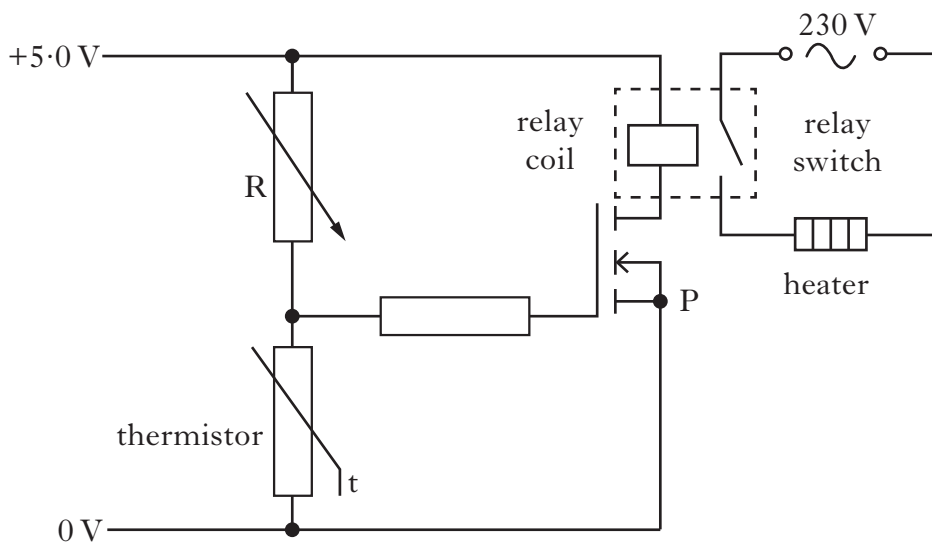 230 V
+5·0 V
relay
coil
relay
switch
R
heater
P
thermistor
t
0 V